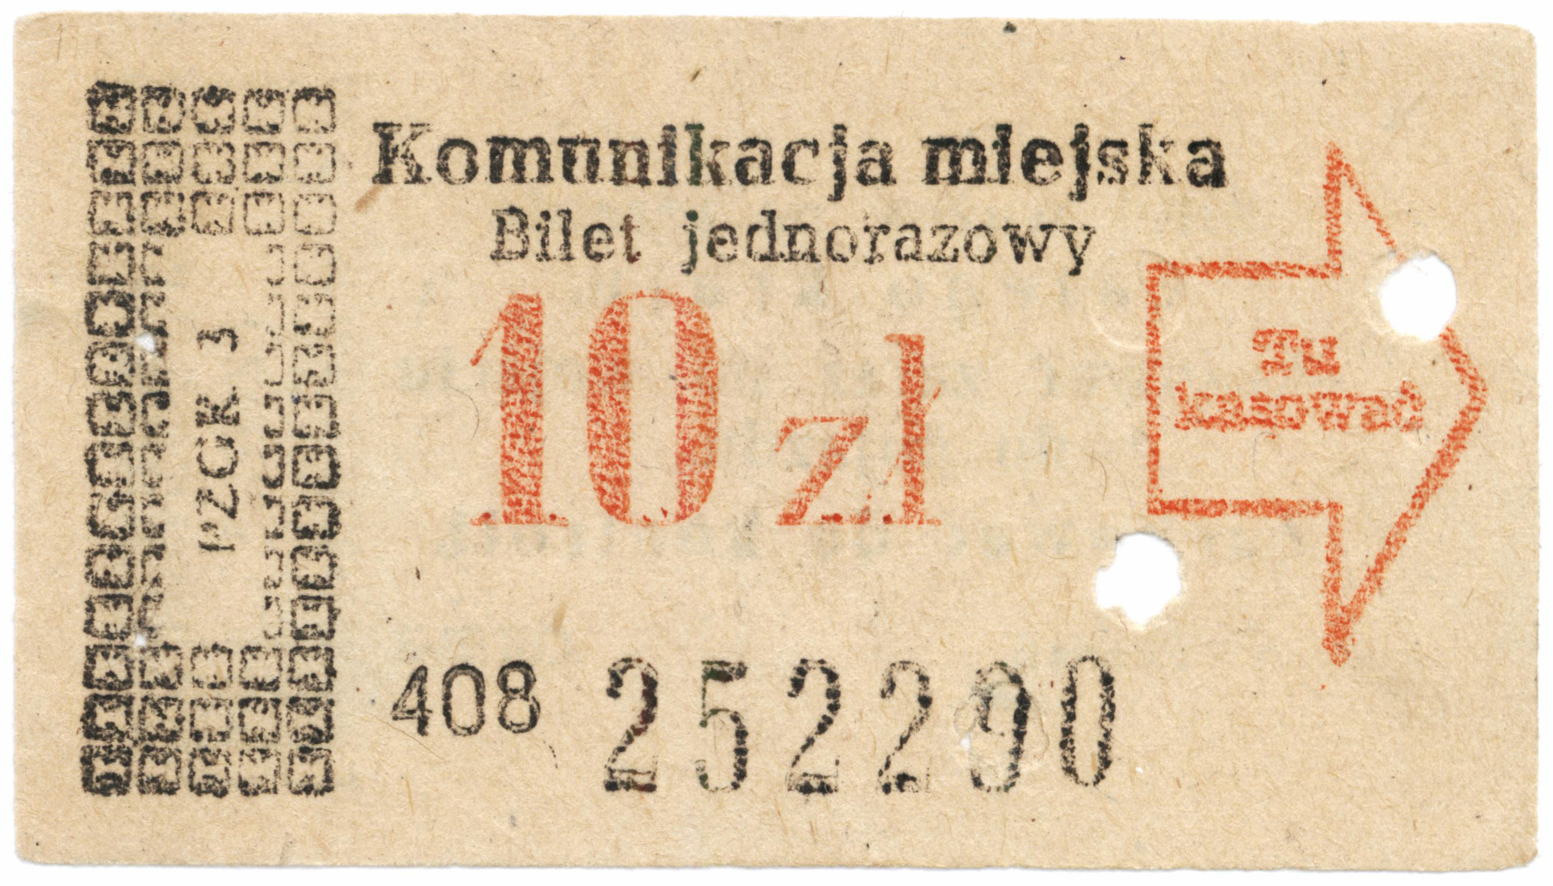 Komunikacja miejska
Bilet jednorazowy
10 zł
Tu
kasować
PZGK 3
408 252290